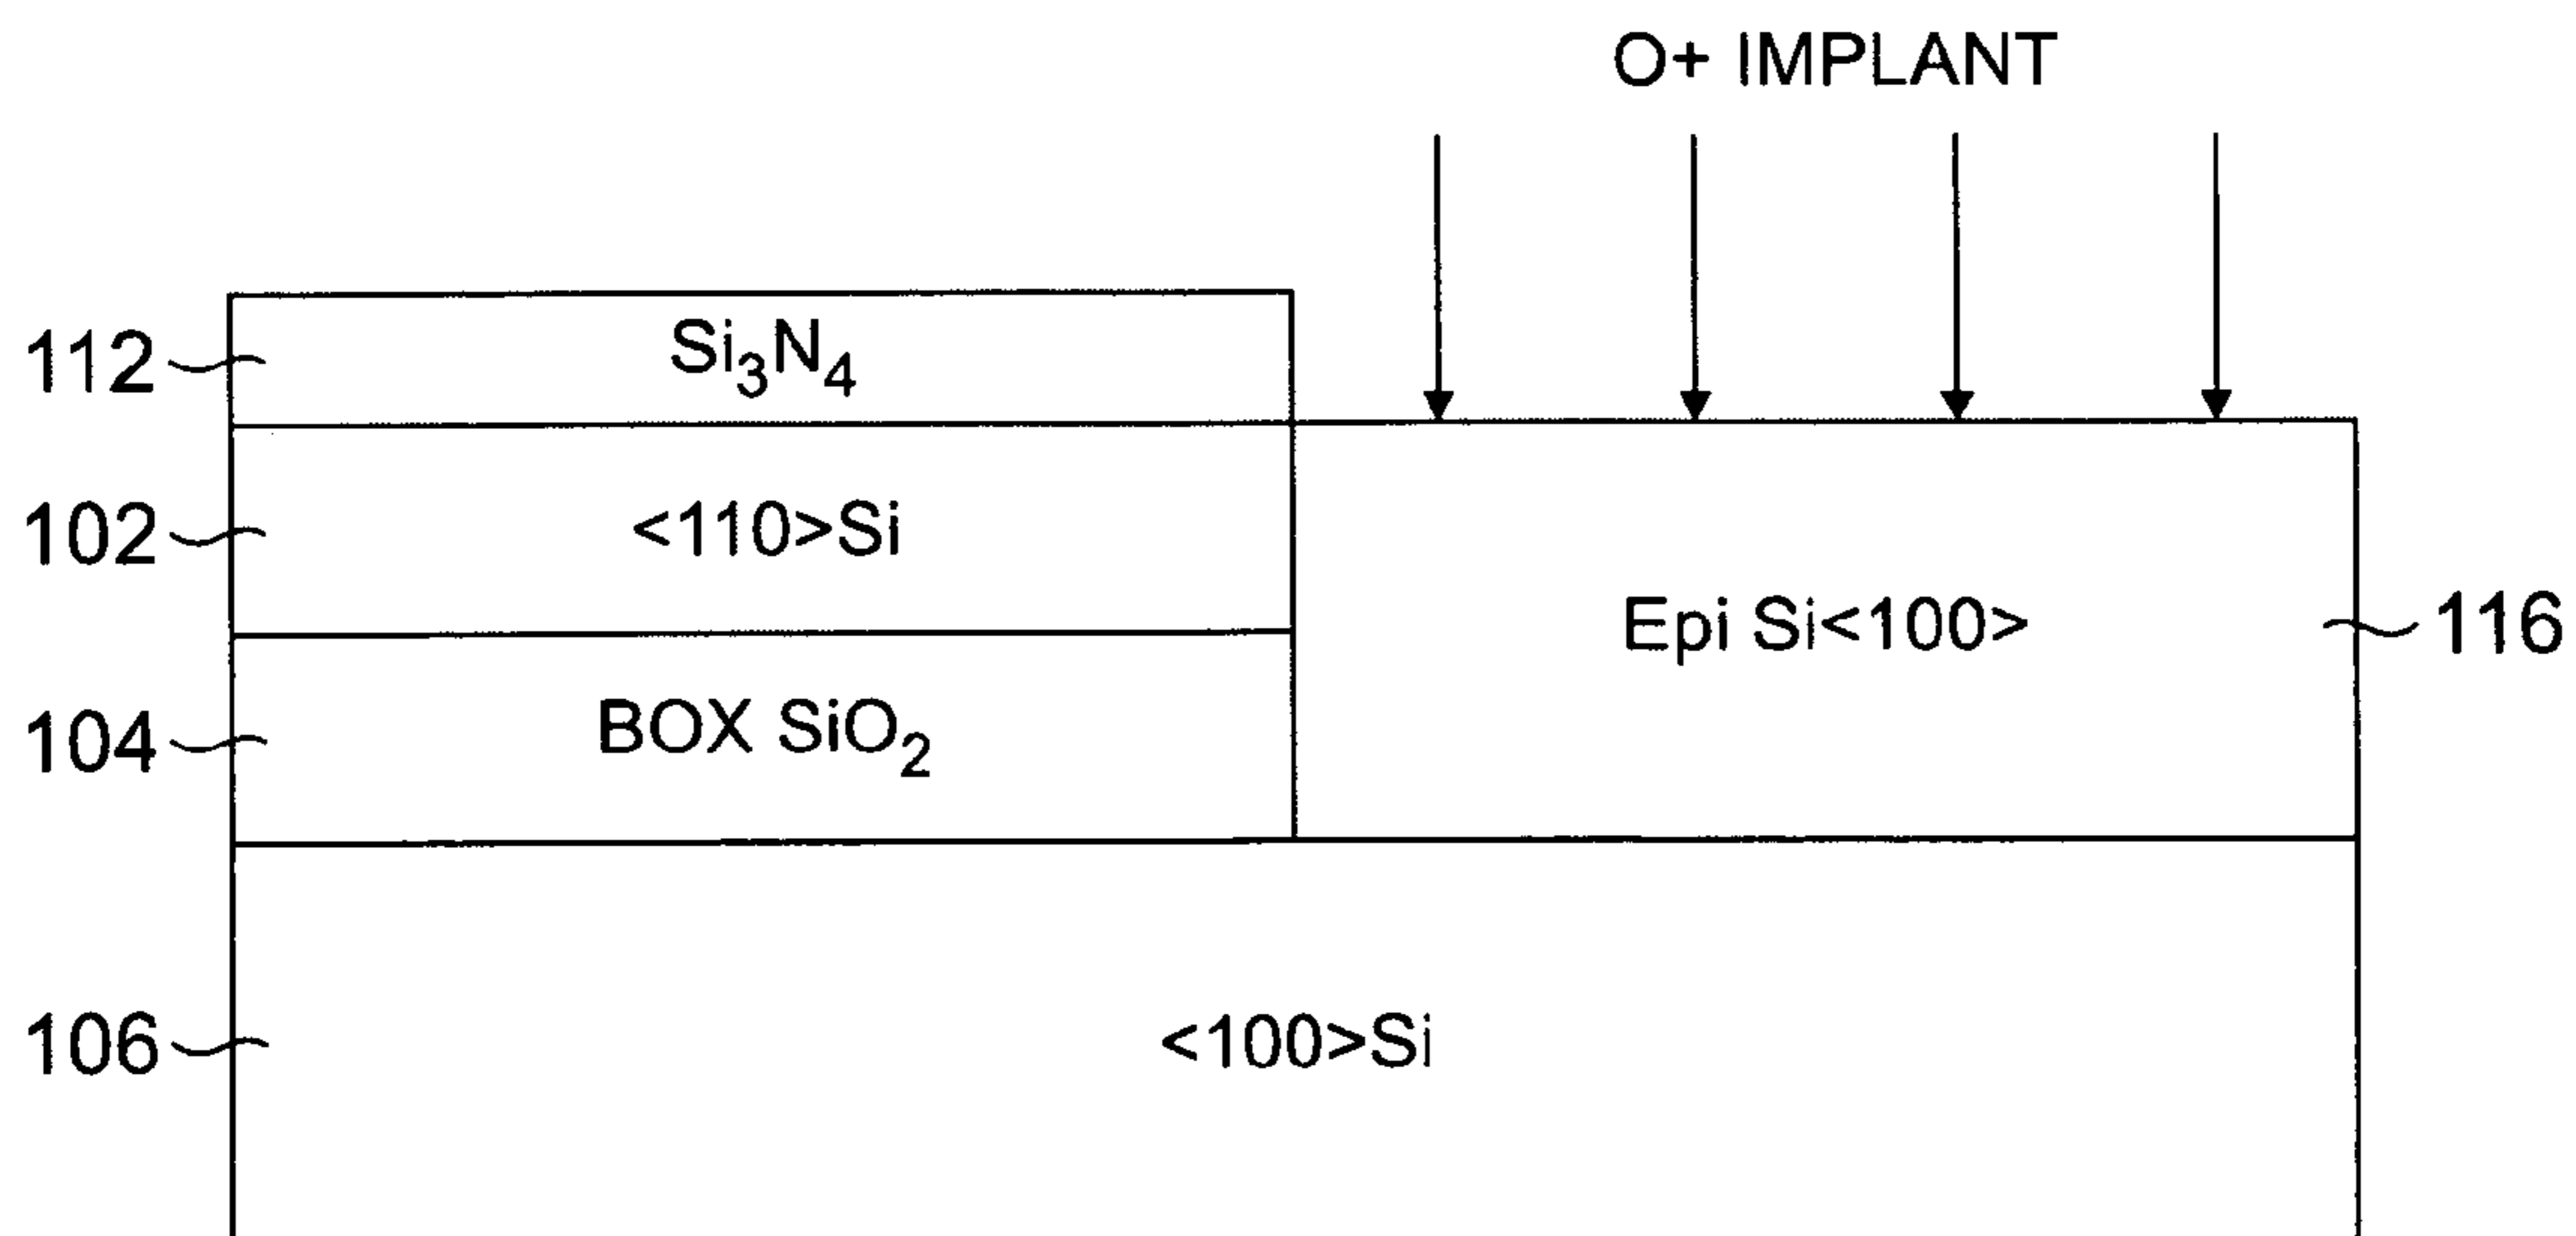 O+ IMPLANT
112
Si3N4
102
<110>Si
Epi Si<100>
116
104
BOX SiO2
106
<100>Si